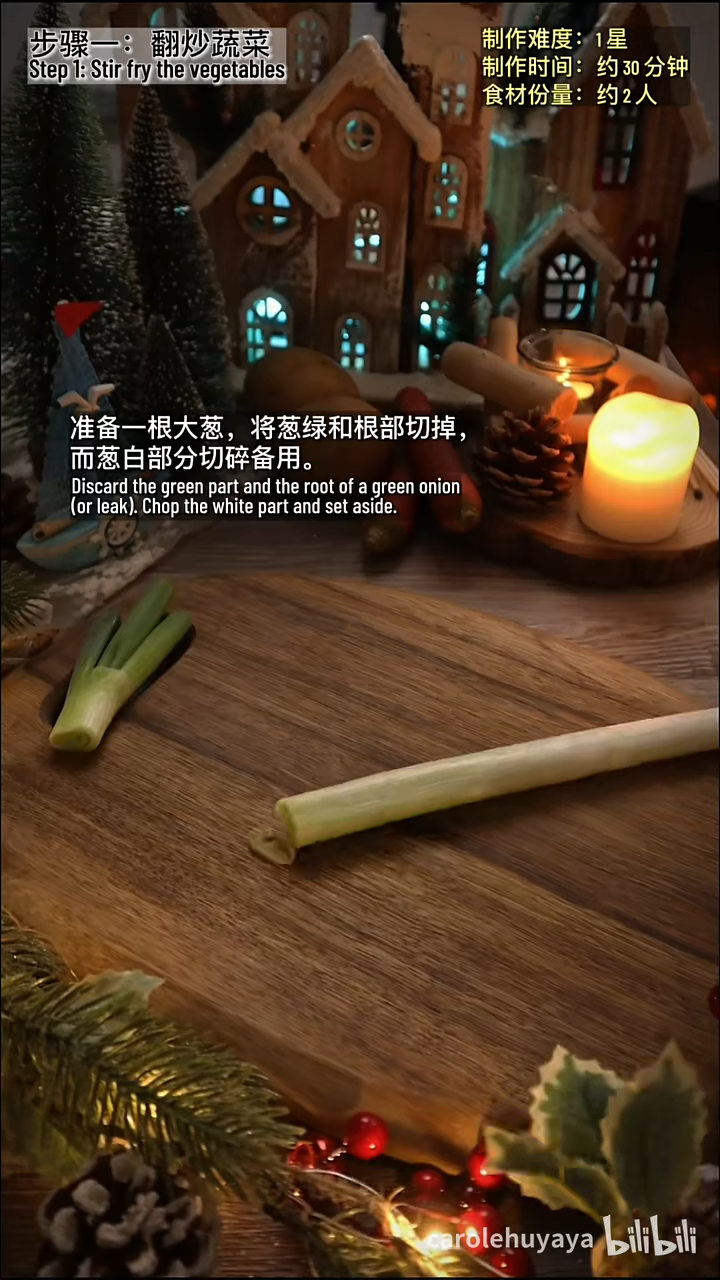 步骤一：翻炒蔬菜
Step 1: Stir fry the vegetables
制作难度：1星
制作时间：约30分钟
食材份量：约2人
准备一根大葱，将葱绿和根部切掉，
而葱白部分切碎备用。
Discard the green part and the root of a green onion
(or leak). Chop the white part and set aside.
carolehuyaya bilibili